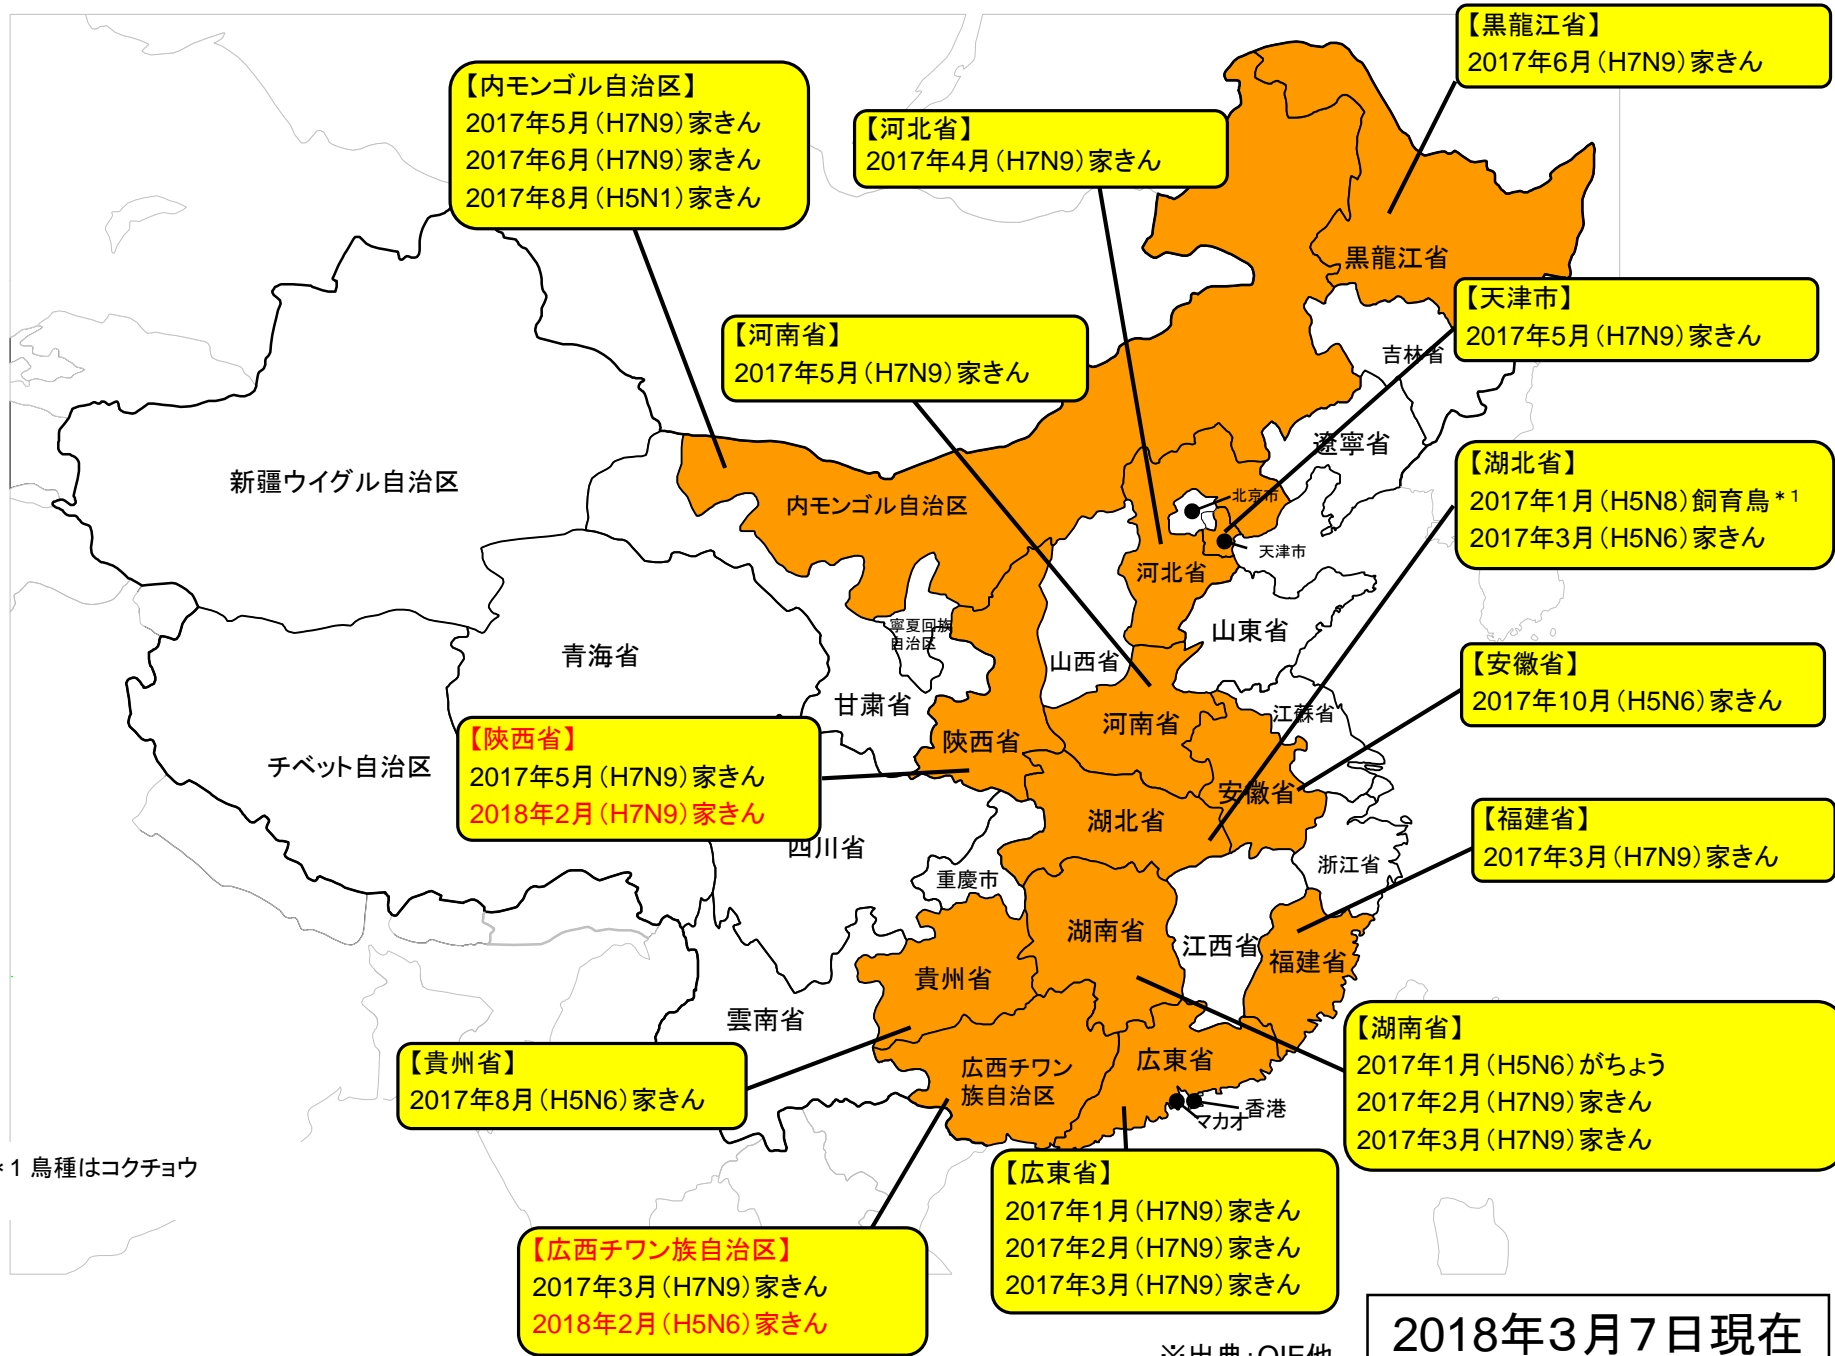 【黒龍江省】
2017年6月（H7N9）家きん
【内モンゴル自治区】
2017年5月（H7N9）家きん
2017年6月（H7N9）家きん
2017年8月（H5N1）家きん
【河北省】
2017年4月（H7N9）家きん
黒龍江省
【天津市】
2017年5月（H7N9）家きん
【河南省】
2017年5月（H7N9）家きん
吉林省
遼寧省
【湖北省】
2017年1月（H5N8）飼育鳥＊1
2017年3月（H5N6）家きん
新疆ウイグル自治区
内モンゴル自治区
北京市
天津市
河北省
寧夏回族
自治区
山東省
青海省
山西省
【安徽省】
2017年10月（H5N6）家きん
甘粛省
江蘇省
河南省
陝西省
【陝西省】
2017年5月（H7N9）家きん
2018年2月（H7N9）家きん
チベット自治区
安徽省
湖北省
四川省
【福建省】
2017年3月（H7N9）家きん
浙江省
重慶市
湖南省
江西省
福建省
貴州省
雲南省
【湖南省】
2017年1月（H5N6）がちょう
2017年2月（H7N9）家きん
2017年3月（H7N9）家きん
【貴州省】
2017年8月（H5N6）家きん
広西チワン
族自治区
広東省
香港
マカオ
＊1 鳥種はコクチョウ
【広東省】
2017年1月（H7N9）家きん
2017年2月（H7N9）家きん
2017年3月（H7N9）家きん
【広西チワン族自治区】
2017年3月（H7N9）家きん
2018年2月（H5N6）家きん
2018年３月７日現在
※出典：OIE他